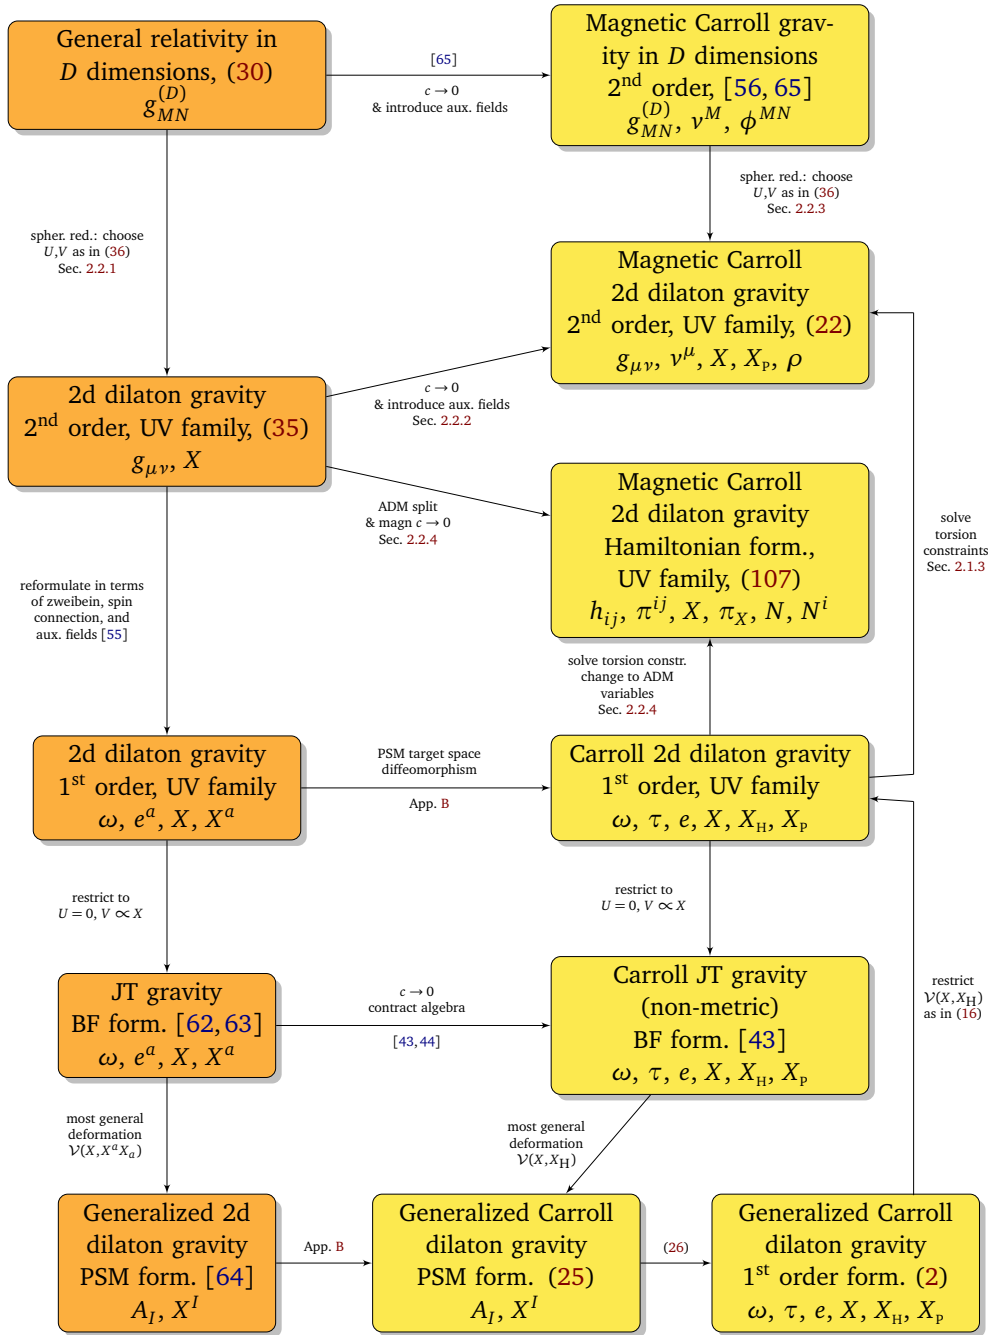 General relativity in
D dimensions, (30)
g_{MN}^{(D)}
[65]
c → 0
& introduce aux. fields
Magnetic Carroll grav-
ity in D dimensions
2nd order, [56, 65]
g_{MN}^{(D)}, v^M, ϕ^{MN}
spher. red.: choose
U,V as in (36)
Sec. 2.2.1
spher. red.: choose
U,V as in (36)
Sec. 2.2.3
Magnetic Carroll
2d dilaton gravity
2nd order, UV family, (22)
g_{μν}, v^μ, X, X_P, ρ
2d dilaton gravity
2nd order, UV family, (35)
g_{μν}, X
c → 0
& introduce aux. fields
Sec. 2.2.2
ADM split
& magn c → 0
Sec. 2.2.4
Magnetic Carroll
2d dilaton gravity
Hamiltonian form.,
UV family, (107)
h_{ij}, π^{ij}, X, π_X, N, N^i
solve
torsion
constraints
Sec. 2.1.3
reformulate in terms
of zweibein, spin
connection, and
aux. fields [55]
solve torsion constr.
change to ADM
variables
Sec. 2.2.4
2d dilaton gravity
1st order, UV family
ω, e^a, X, X^a
PSM target space
diffeomorphism
App. B
Carroll 2d dilaton gravity
1st order, UV family
ω, τ, e, X, X_H, X_P
restrict to
U = 0, V ∝ X
restrict to
U = 0, V ∝ X
JT gravity
BF form. [62, 63]
ω, e^a, X, X^a
c → 0
contract algebra
[43, 44]
Carroll JT gravity
(non-metric)
BF form. [43]
ω, τ, e, X, X_H, X_P
restrict
𝒱(X, X_H)
as in (16)
most general
deformation
𝒱(X, X^a X_a)
most general
deformation
𝒱(X, X_H)
Generalized 2d
dilaton gravity
PSM form. [64]
A_I, X^I
App. B
Generalized Carroll
dilaton gravity
PSM form. (25)
A_I, X^I
(26)
Generalized Carroll
dilaton gravity
1st order form. (2)
ω, τ, e, X, X_H, X_P